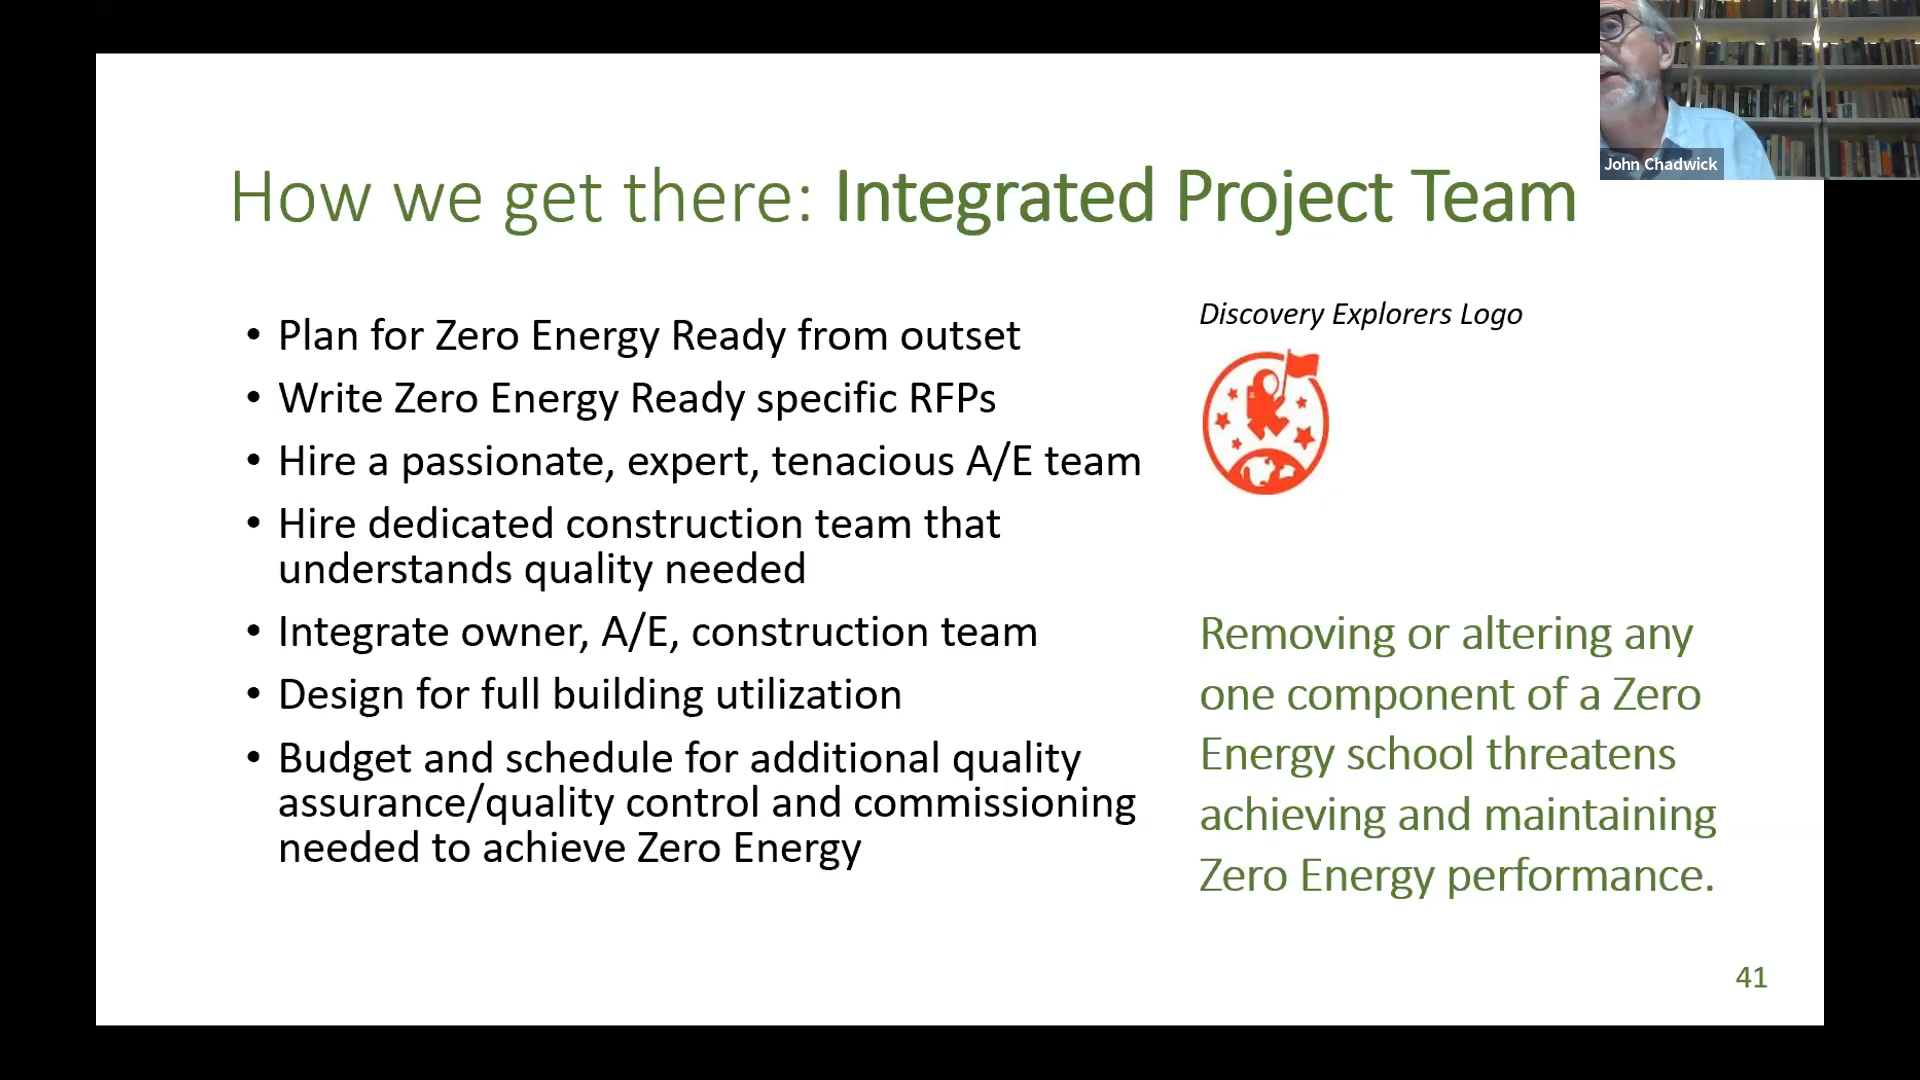 John Chadwick
How we get there: Integrated Project Team
• Plan for Zero Energy Ready from outset
• Write Zero Energy Ready specific RFPs
• Hire a passionate, expert, tenacious A/E team
• Hire dedicated construction team that
understands quality needed
• Integrate owner, A/E, construction team
• Design for full building utilization
• Budget and schedule for additional quality
assurance/quality control and commissioning
needed to achieve Zero Energy
Discovery Explorers Logo
Removing or altering any
one component of a Zero
Energy school threatens
achieving and maintaining
Zero Energy performance.
41